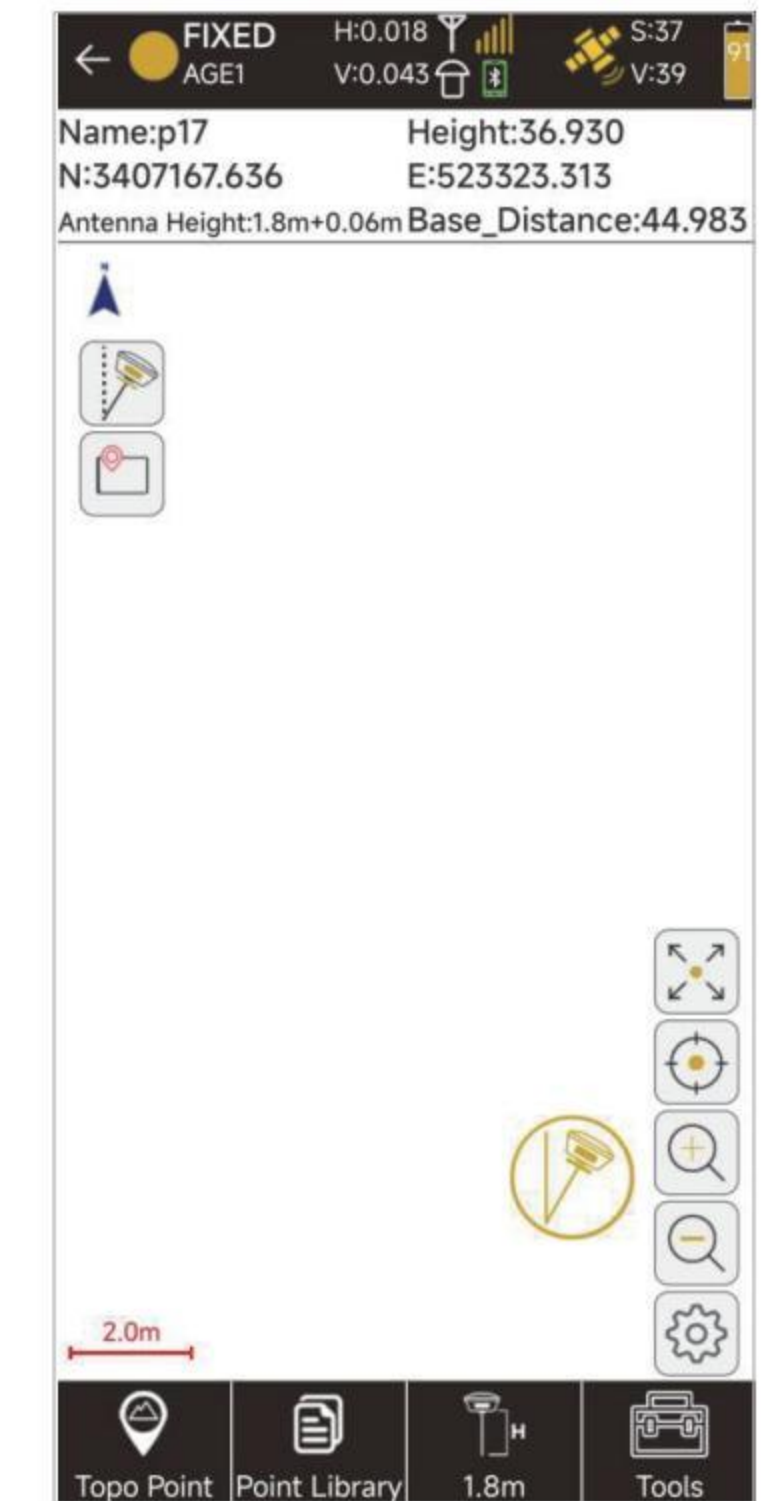 FIXED
AGE1
H:0.018
V:0.043
S:37
V:39
91
Name:p17 Height:36.930
N:3407167.636 E:523323.313
Antenna Height:1.8m+0.06m Base_Distance:44.983
N
2.0m
H
Topo Point Point Library 1.8m Tools